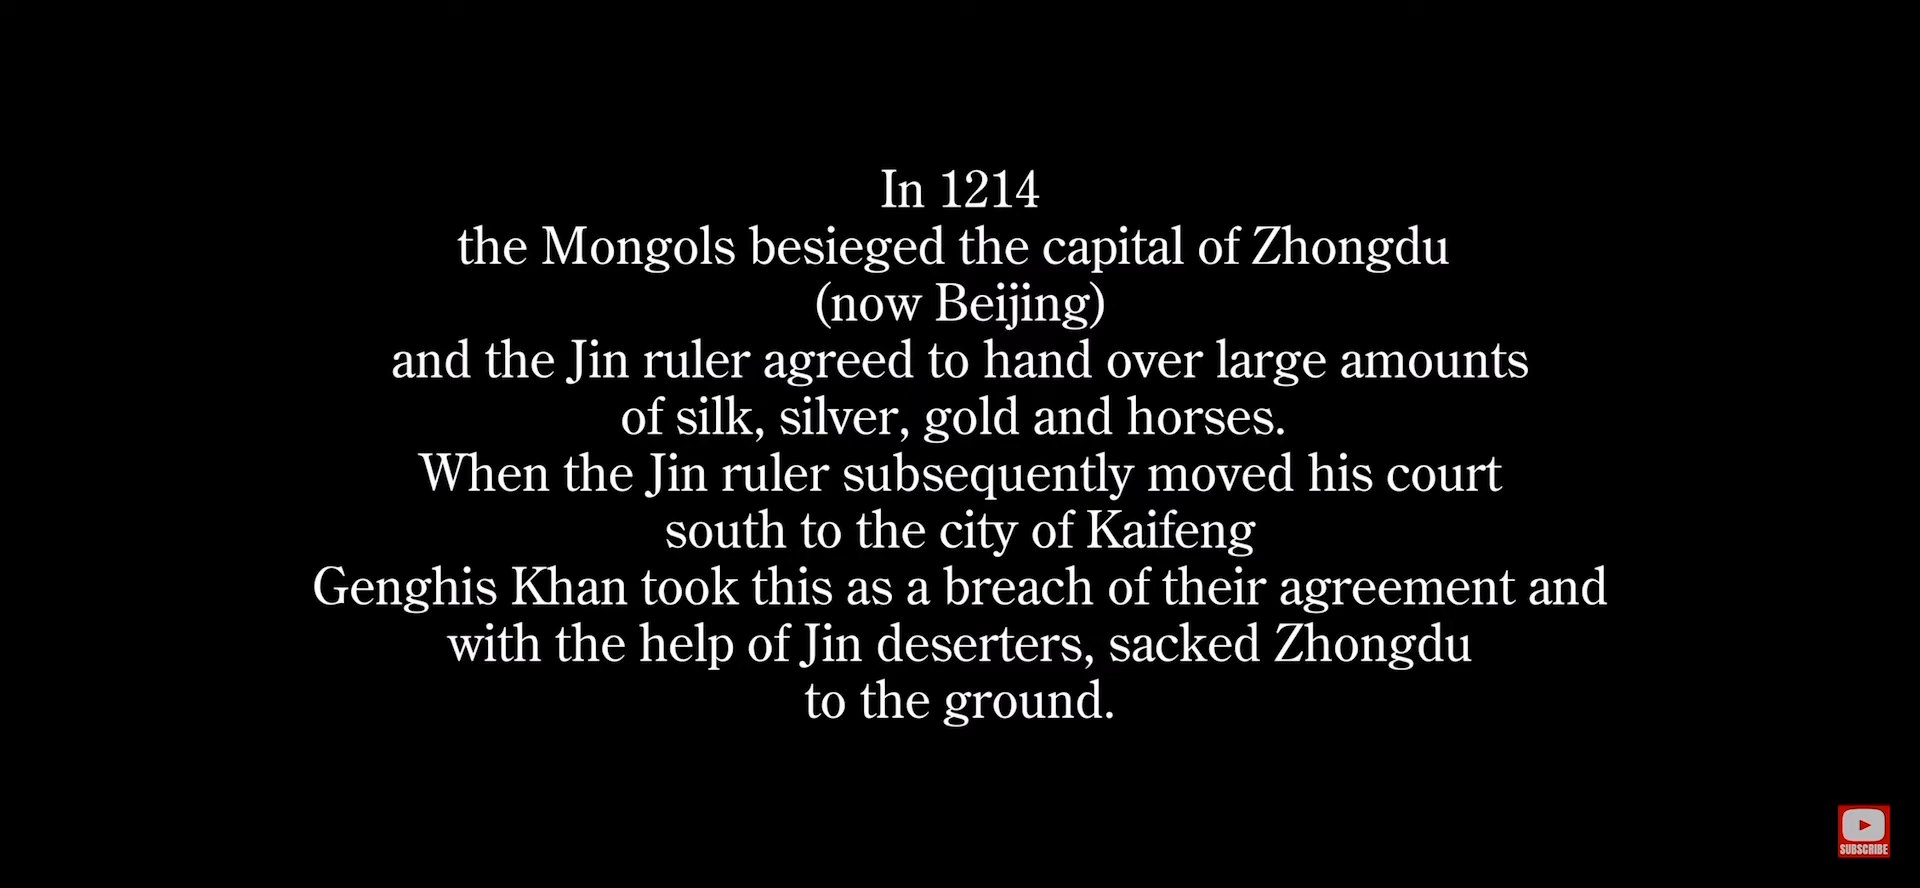 In 1214
the Mongols besieged the capital of Zhongdu
(now Beijing)
and the Jin ruler agreed to hand over large amounts
of silk, silver, gold and horses.
When the Jin ruler subsequently moved his court
south to the city of Kaifeng
Genghis Khan took this as a breach of their agreement and
with the help of Jin deserters, sacked Zhongdu
to the ground.
SUBSCRIBE